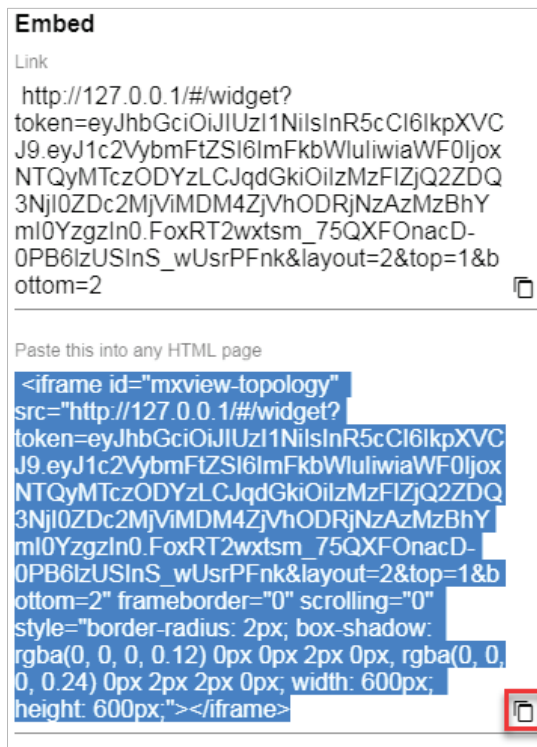 Embed
Link
http://127.0.0.1/#/widget?
token=eyJhbGciOiJIUzI1NiIsInR5cCI6IkpXVC
J9.eyJ1c2VybmFtZSI6ImFkbWluIiwiaWF0Ijox
NTQyMTczODYzLCJqdGkiOiIzMzFlZjQ2ZDQ
3NjI0ZDc2MjViMDM4ZjVhODRjNzAzMzBhY
mI0YzgzIn0.FoxRT2wxtsm_75QXFOnacD-
0PB6lzUSInS_wUsrPFnk&layout=2&top=1&b
ottom=2
Paste this into any HTML page
<iframe id="mxview-topology"
src="http://127.0.0.1/#/widget?
token=eyJhbGciOiJIUzI1NiIsInR5cCI6IkpXVC
J9.eyJ1c2VybmFtZSI6ImFkbWluIiwiaWF0Ijox
NTQyMTczODYzLCJqdGkiOiIzMzFlZjQ2ZDQ
3NjI0ZDc2MjViMDM4ZjVhODRjNzAzMzBhY
mI0YzgzIn0.FoxRT2wxtsm_75QXFOnacD-
0PB6lzUSInS_wUsrPFnk&layout=2&top=1&b
ottom=2" frameborder="0" scrolling="0"
style="border-radius: 2px; box-shadow:
rgba(0, 0, 0, 0.12) 0px 0px 2px 0px, rgba(0, 0,
0, 0.24) 0px 2px 2px 0px; width: 600px;
height: 600px;"></iframe>